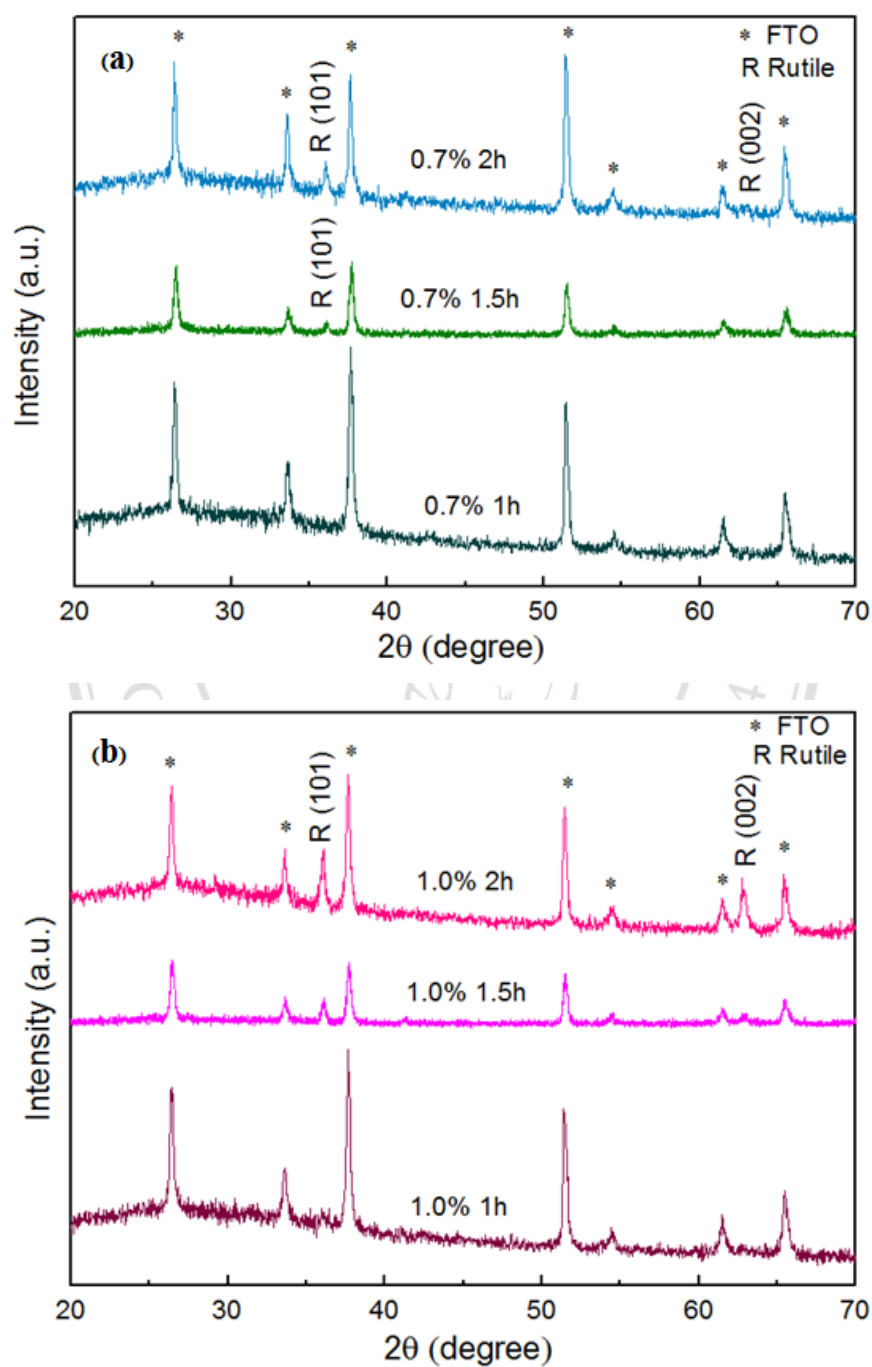 (a)
* FTO
R Rutile
*
*
R (101)
*
*
*
*
R (002)
*
0.7% 2h
R (101)
0.7% 1.5h
0.7% 1h
Intensity (a.u.)
20 30 40 50 60 70
2θ (degree)
(b)
* FTO
R Rutile
*
*
R (101)
*
*
*
*
R (002)
*
1.0% 2h
1.0% 1.5h
1.0% 1h
Intensity (a.u.)
20 30 40 50 60 70
2θ (degree)